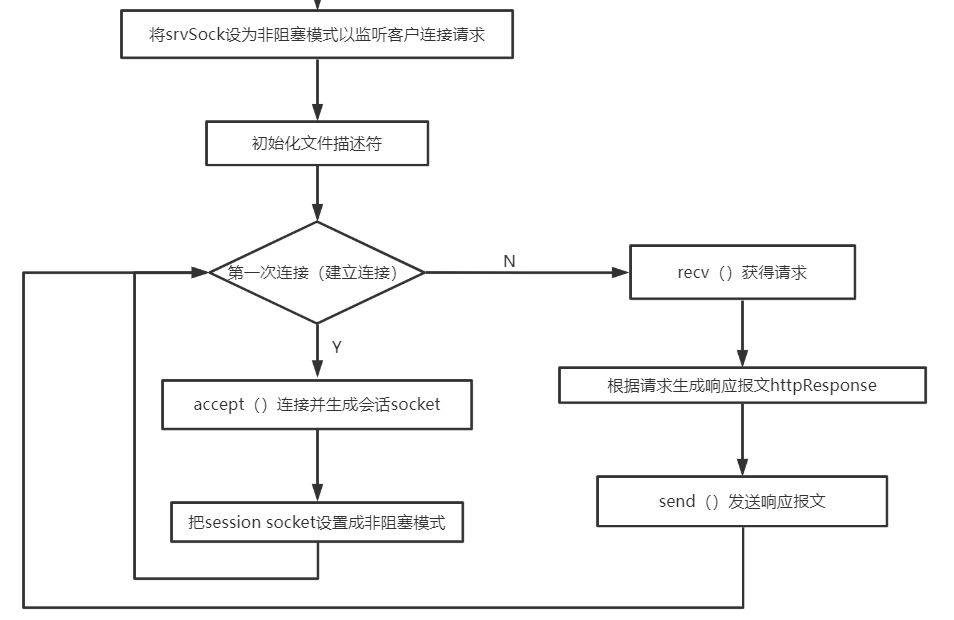 将srvSock设为非阻塞模式以监听客户连接请求
初始化文件描述符
第一次连接（建立连接）
N
recv（）获得请求
Y
根据请求生成响应报文httpResponse
accept（）连接并生成会话socket
send（）发送响应报文
把session socket设置成非阻塞模式